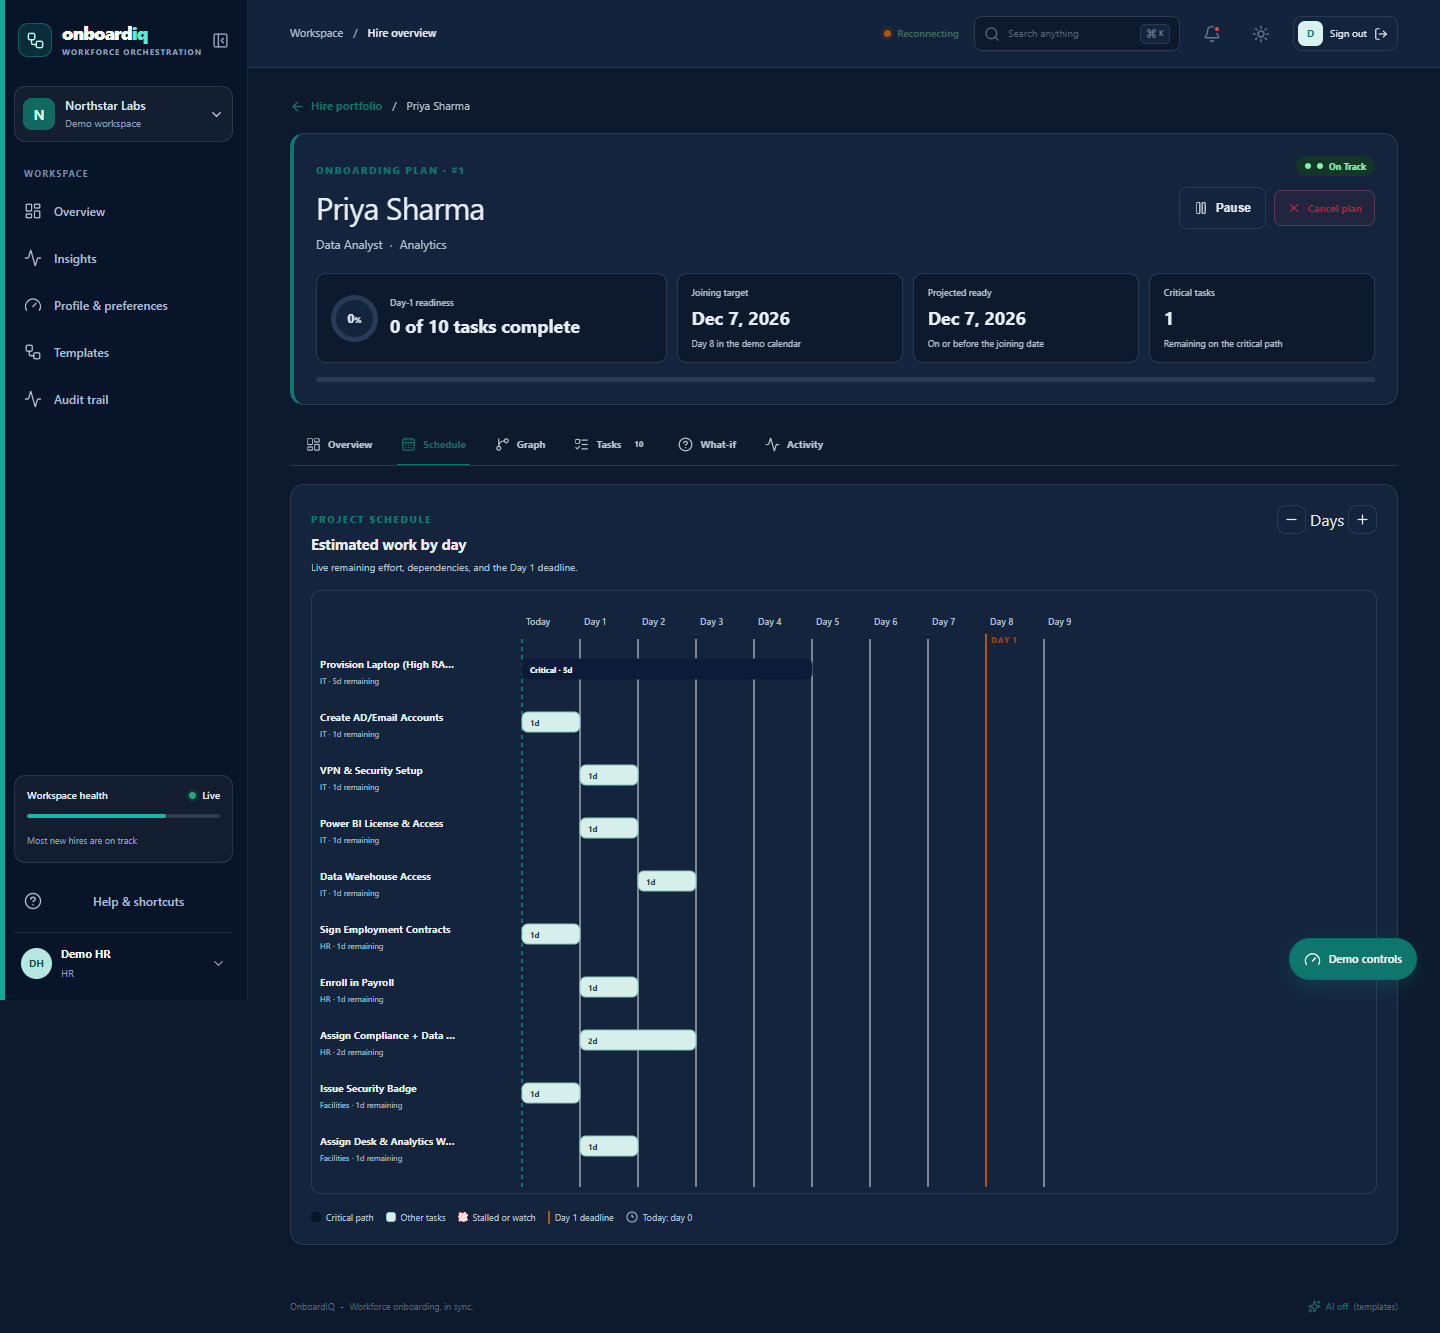 onboardiq
WORKFORCE ORCHESTRATION
N
Northstar Labs
Demo workspace
WORKSPACE
Overview
Insights
Profile & preferences
Templates
Audit trail
Workspace health
Live
Most new hires are on track
Help & shortcuts
DH
Demo HR
HR
Workspace / Hire overview
Reconnecting
Search anything
⌘ K
D
Sign out
Hire portfolio / Priya Sharma
ONBOARDING PLAN · #1
On Track
Priya Sharma
Pause
Cancel plan
Data Analyst · Analytics
0%
Day-1 readiness
0 of 10 tasks complete
Joining target
Dec 7, 2026
Day 8 in the demo calendar
Projected ready
Dec 7, 2026
On or before the joining date
Critical tasks
1
Remaining on the critical path
Overview
Schedule
Graph
Tasks 10
What-if
Activity
PROJECT SCHEDULE
Estimated work by day
Live remaining effort, dependencies, and the Day 1 deadline.
Days
Today Day 1 Day 2 Day 3 Day 4 Day 5 Day 6 Day 7 Day 8 Day 9
DAY 1
Provision Laptop (High RA...
IT · 5d remaining
Critical · 5d
Create AD/Email Accounts
IT · 1d remaining
1d
VPN & Security Setup
IT · 1d remaining
1d
Power BI License & Access
IT · 1d remaining
1d
Data Warehouse Access
IT · 1d remaining
1d
Sign Employment Contracts
HR · 1d remaining
1d
Enroll in Payroll
HR · 1d remaining
1d
Assign Compliance + Data ...
HR · 2d remaining
2d
Issue Security Badge
Facilities · 1d remaining
1d
Assign Desk & Analytics W...
Facilities · 1d remaining
1d
Critical path
Other tasks
Stalled or watch
Day 1 deadline
Today: day 0
Demo controls
OnboardIQ · Workforce onboarding, in sync.
AI off (templates)